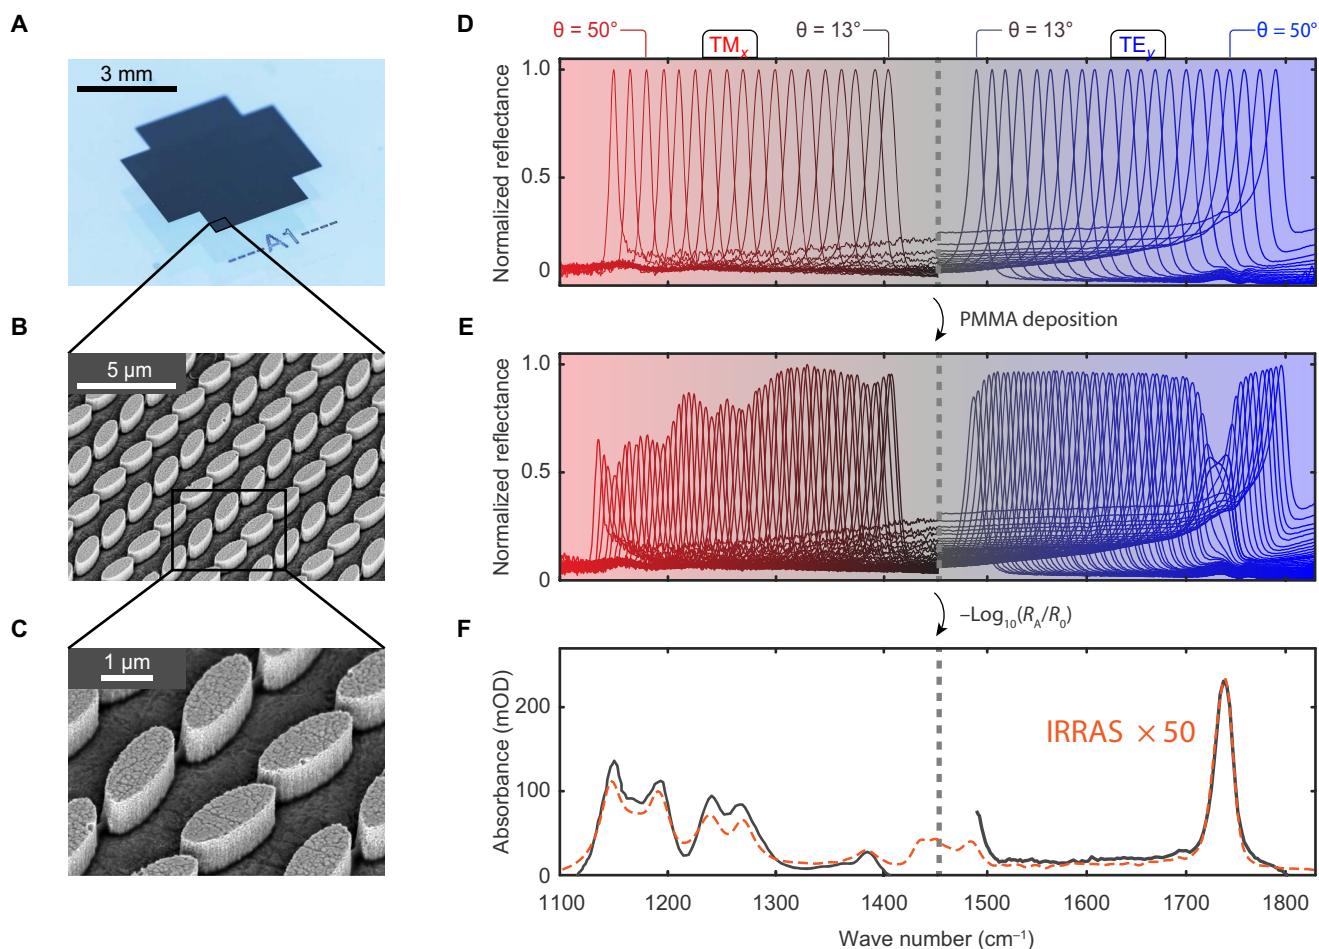 A
3 mm
A1
B
5 µm
C
1 µm
D
θ = 50°
TMx
θ = 13°
θ = 13°
TEy
θ = 50°
Normalized reflectance
1.0
0.5
0
PMMA deposition
E
Normalized reflectance
1.0
0.5
0
–Log10(RA/R0)
F
Absorbance (mOD)
200
100
0
IRRAS × 50
1100 1200 1300 1400 1500 1600 1700 1800
Wave number (cm–1)